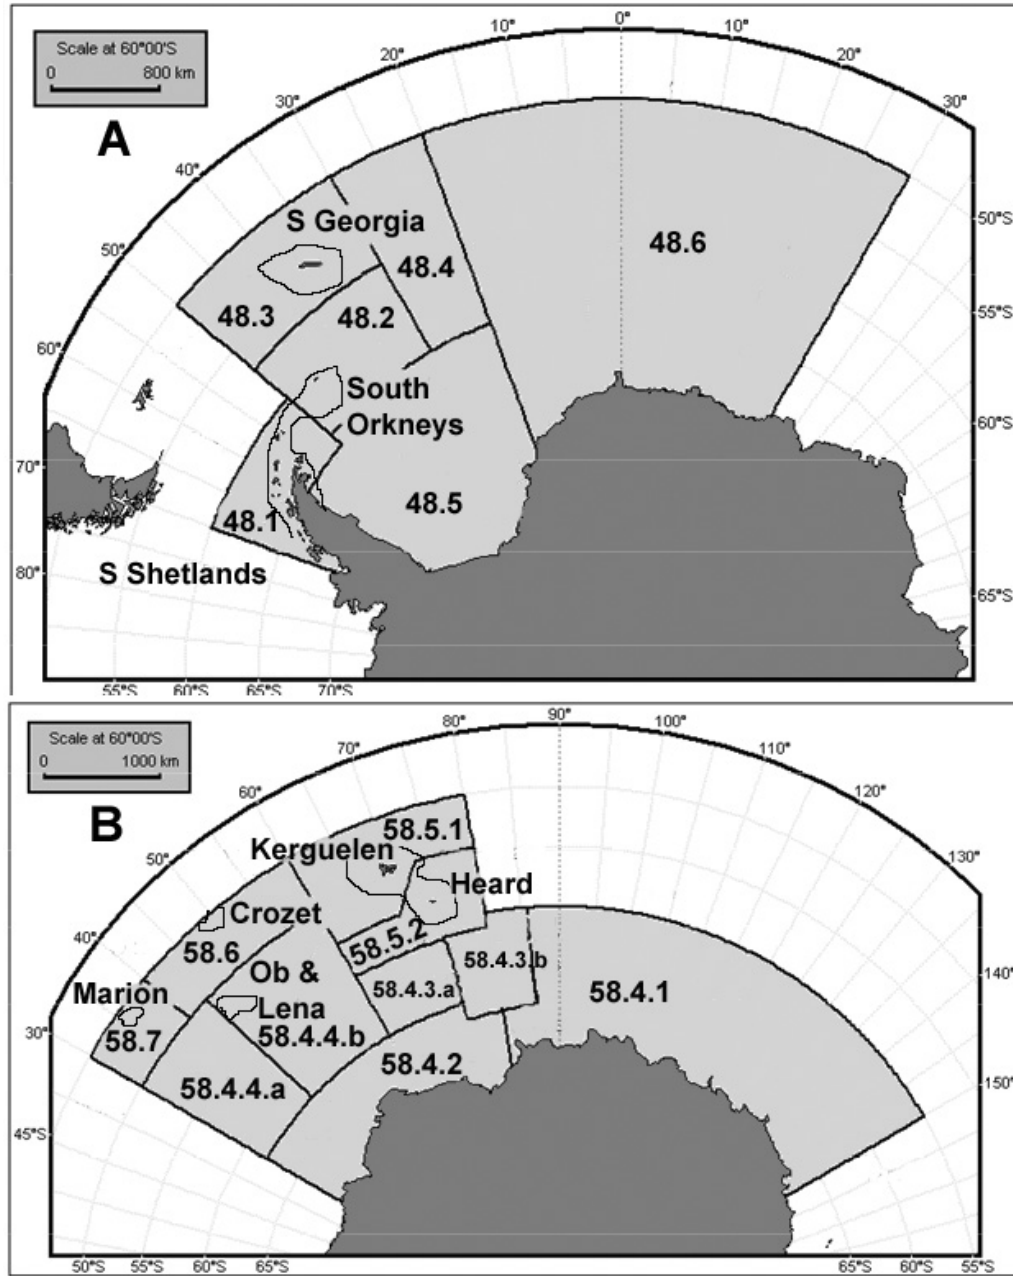 0°
10°
10°
20°
20°
Scale at 60°00'S
0 800 km
30°
30°
A
40°
S Georgia
50°S
48.6
50°
48.4
48.3
48.2
55°S
60°
South
Orkneys
60°S
70°
48.5
48.1
S Shetlands
80°
65°S
55°S 60°S 65°S 70°S
90°
80°
100°
70°
110°
Scale at 60°00'S
0 1000 km
60°
120°
B
58.5.1
Kerguelen
50°
130°
Heard
Crozet
40°
58.6
58.5.2
58.4.3.b
Ob &
140°S
Marion
58.4.3.a
58.4.1
Lena
30°
58.7
58.4.4.b
58.4.2
58.4.4.a
150°S
45°S
50°S 55°S 60°S 65°S
65°S 60°S 55°S